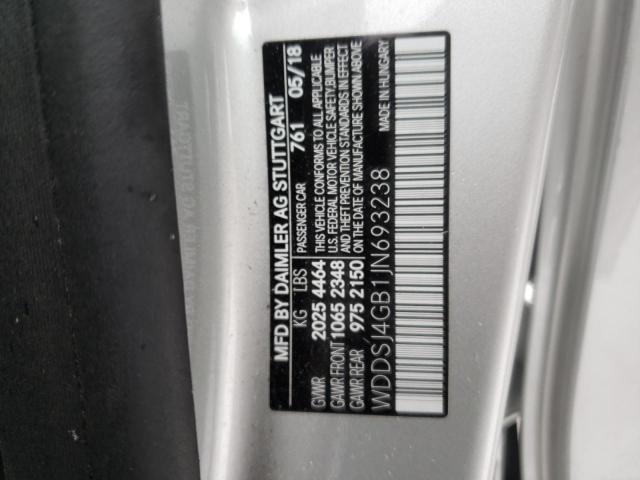 MFD BY DAIMLER AG STUTTGART
KG LBS PASSENGER CAR 761 05/18
GVWR 2025 4464 THIS VEHICLE CONFORMS TO ALL APPLICABLE
GAWR FRONT 1065 2348 U.S. FEDERAL MOTOR VEHICLE SAFETY, BUMPER
AND THEFT PREVENTION STANDARDS IN EFFECT
GAWR REAR 975 2150 ON THE DATE OF MANUFACTURE SHOWN ABOVE
WDDSJ4GB1JN693238 MADE IN HUNGARY